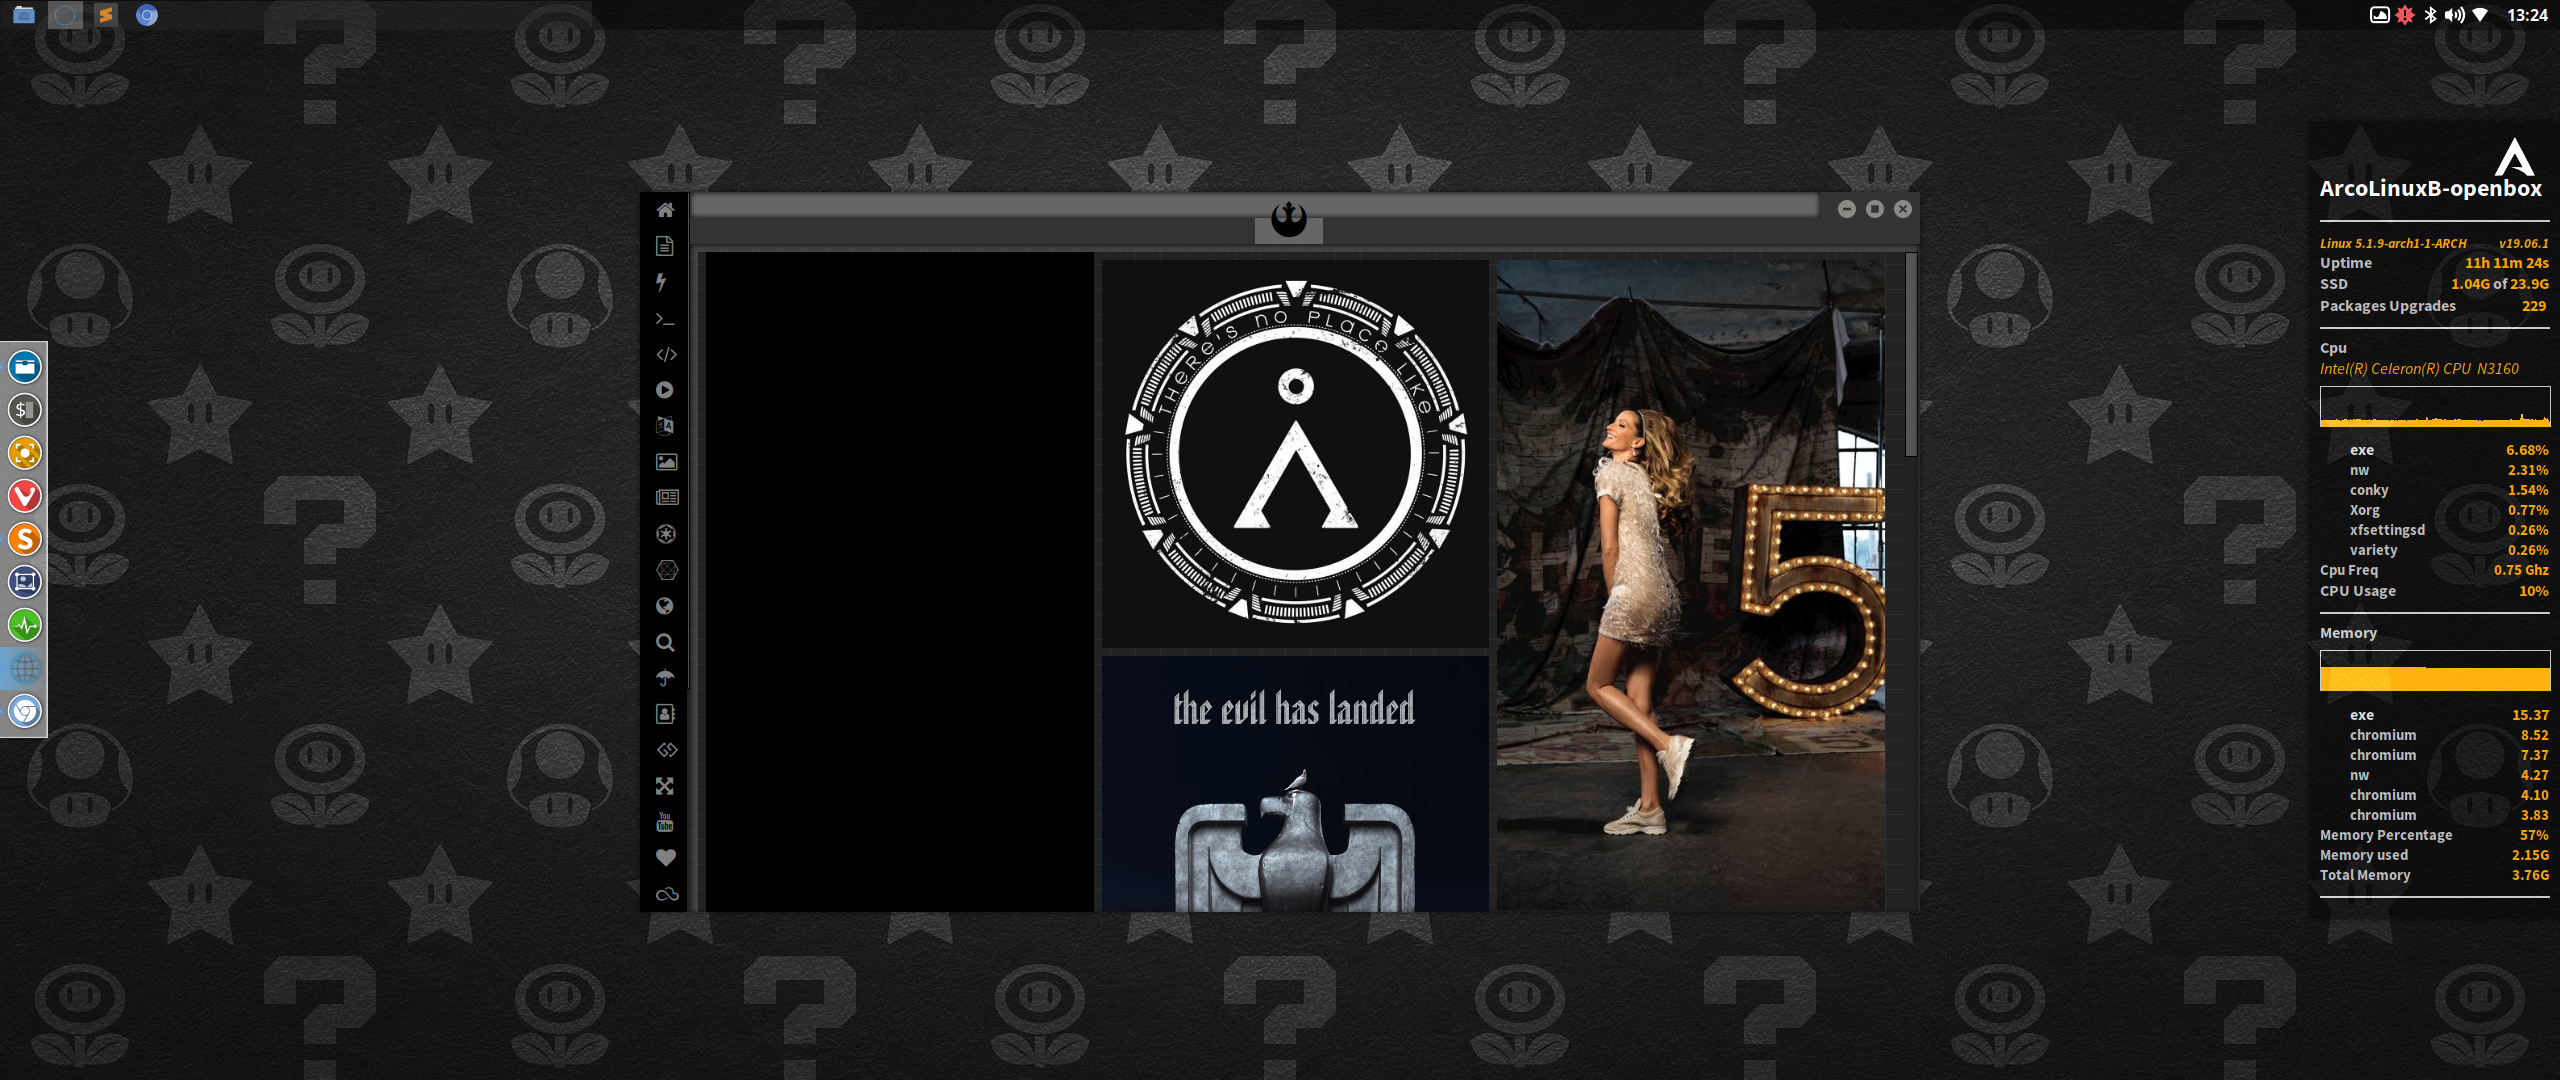 13:24
ArcoLinuxB-openbox
Linux 5.1.9-arch1-1-ARCH v19.06.1
Uptime 11h 11m 24s
SSD 1.04G of 23.9G
Packages Upgrades 229
Cpu
Intel(R) Celeron(R) CPU N3160
exe 6.68%
nw 2.31%
conky 1.54%
Xorg 0.77%
xfsettingsd 0.26%
variety 0.26%
Cpu Freq 0.75 Ghz
CPU Usage 10%
Memory
exe 15.37
chromium 8.52
chromium 7.37
nw 4.27
chromium 4.10
chromium 3.83
Memory Percentage 57%
Memory used 2.15G
Total Memory 3.76G
THERE'S no PLACE LIKE
the evil has landed
5
You
Tube